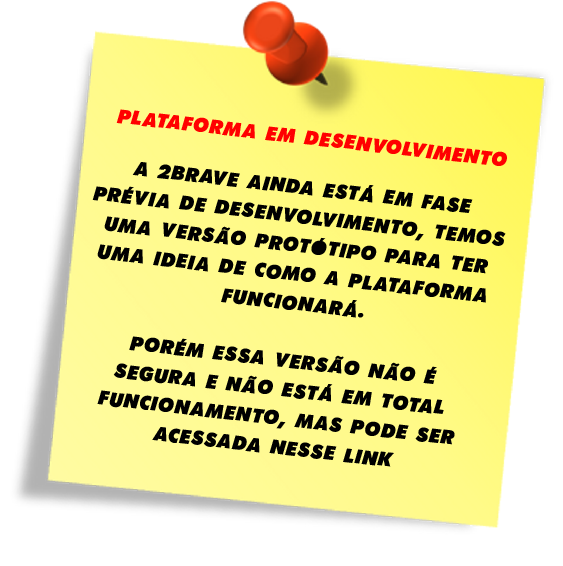 PLATAFORMA EM DESENVOLVIMENTO
A 2BRAVE AINDA ESTÁ EM FASE
PRÉVIA DE DESENVOLVIMENTO, TEMOS
UMA VERSÃO PROTÓTIPO PARA TER
UMA IDEIA DE COMO A PLATAFORMA
FUNCIONARÁ.
PORÉM ESSA VERSÃO NÃO É
SEGURA E NÃO ESTÁ EM TOTAL
FUNCIONAMENTO, MAS PODE SER
ACESSADA NESSE LINK